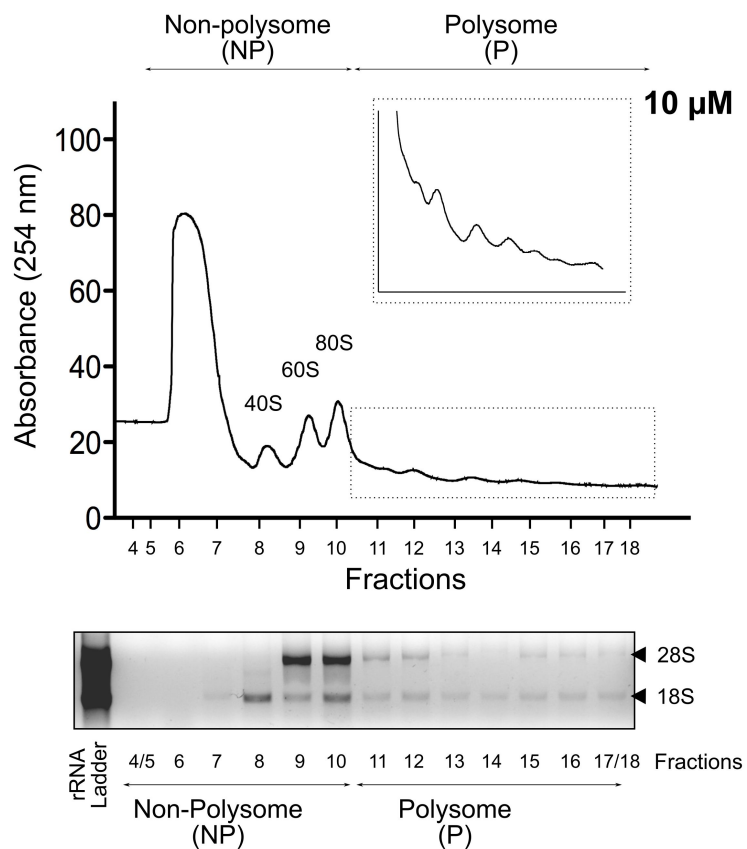 Non-polysome
(NP)
Polysome
(P)
10 µM
Absorbance (254 nm)
100
80
60
40
20
0
40S
60S
80S
4 5 6 7 8 9 10 11 12 13 14 15 16 17 18
Fractions
28S
18S
rRNA
Ladder
4/5 6 7 8 9 10 11 12 13 14 15 16 17/18 Fractions
Non-Polysome
(NP)
Polysome
(P)